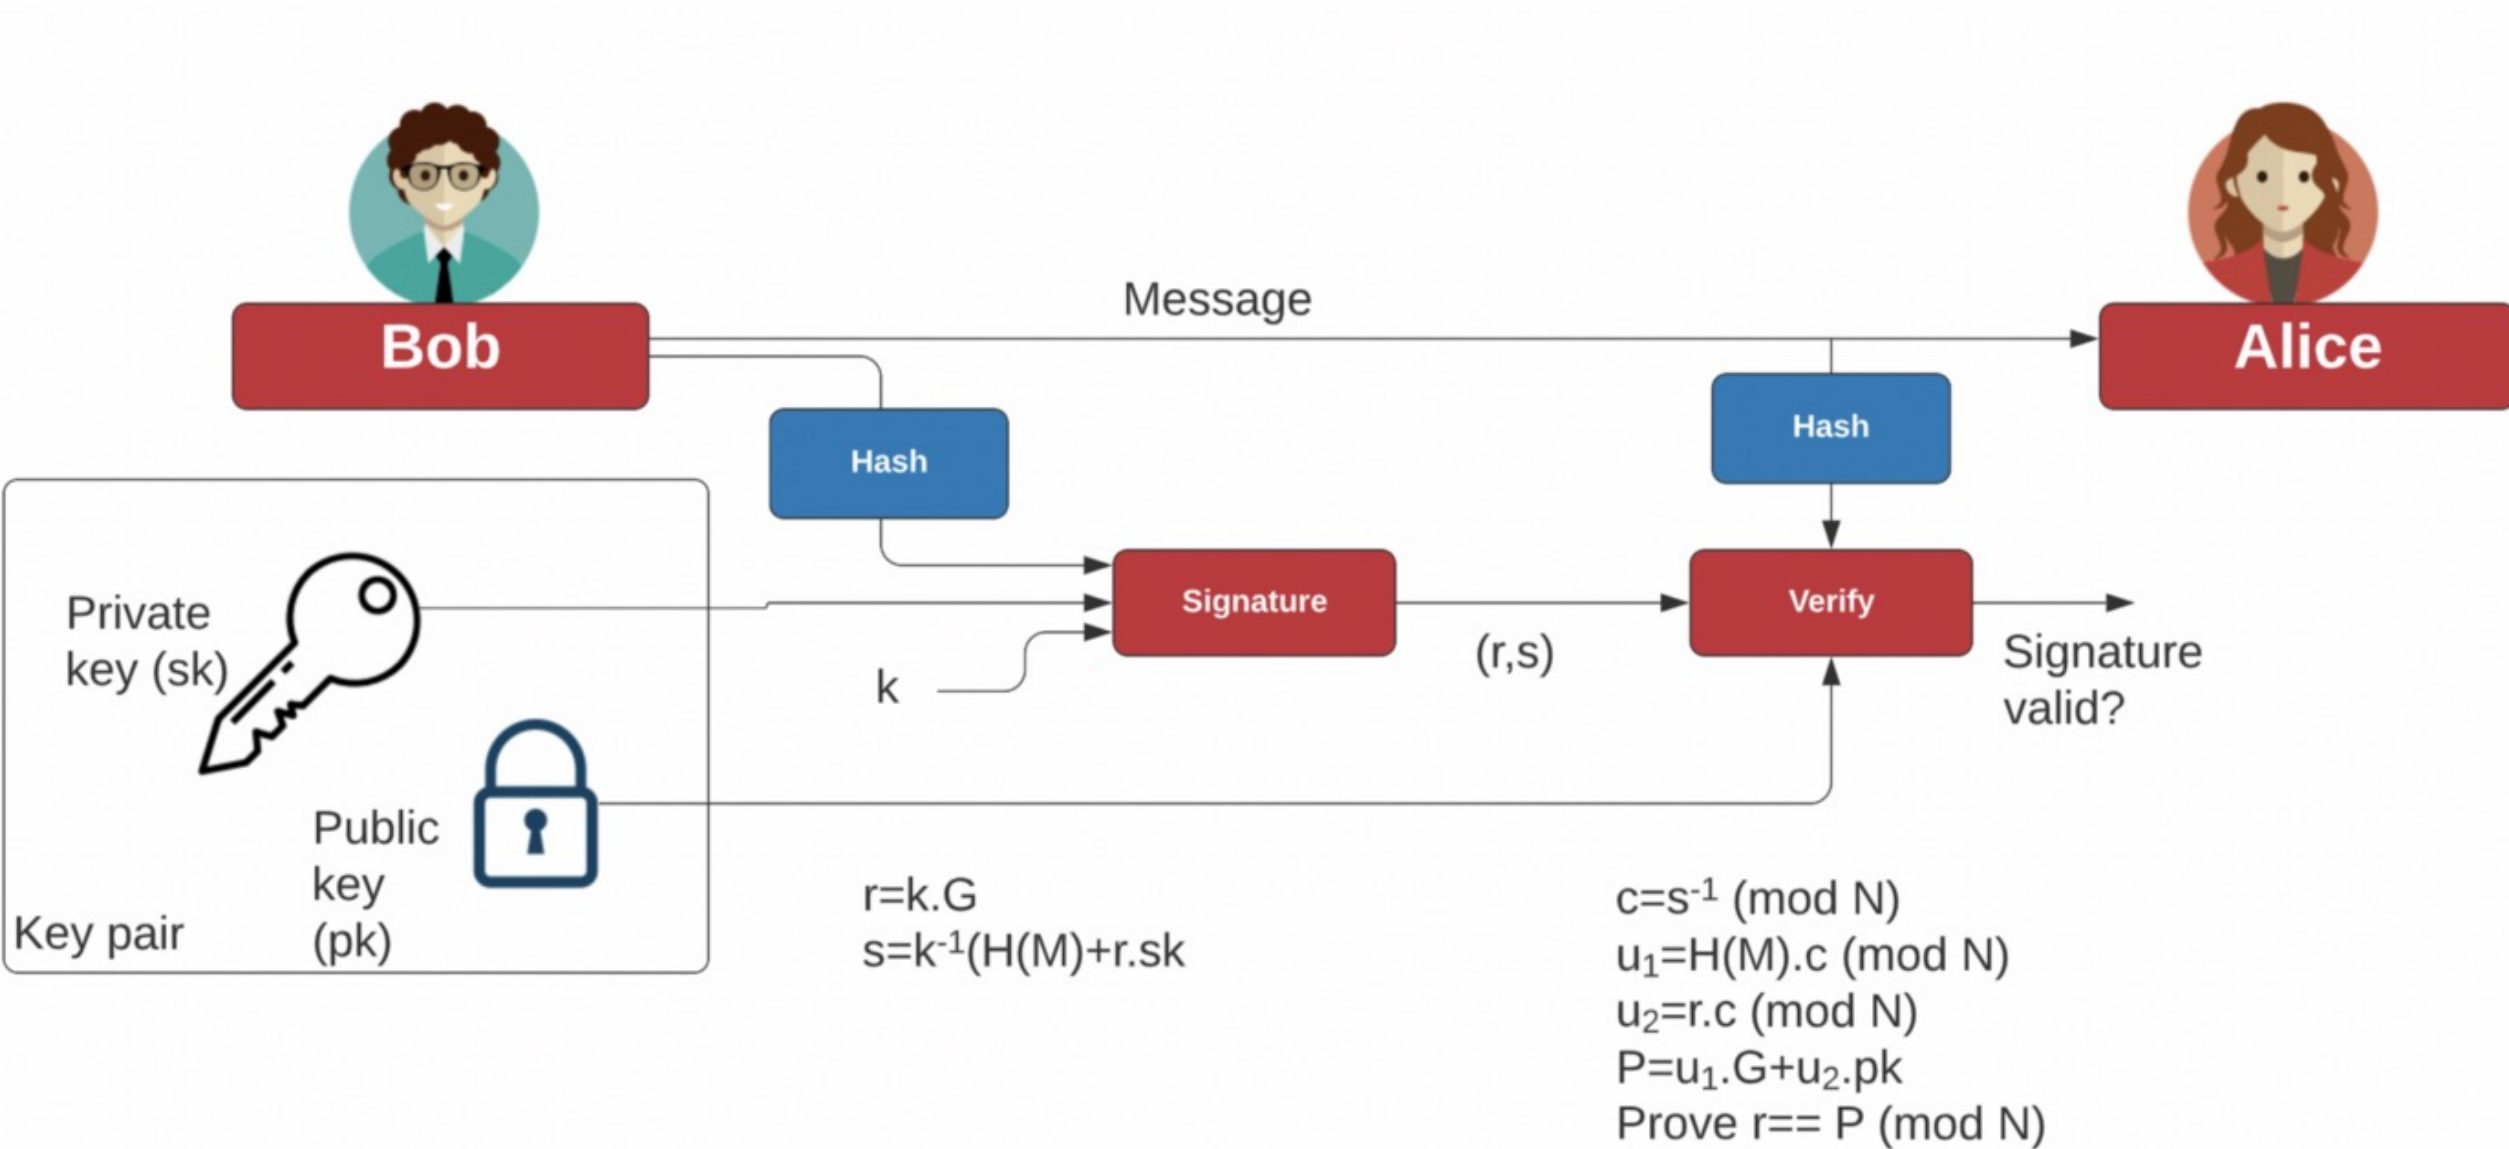 Message
Bob
Alice
Hash
Hash
Private
key (sk)
Signature
Verify
(r,s)
Signature
valid?
k
Public
key
(pk)
Key pair
r=k.G
s=k⁻¹(H(M)+r.sk
c=s⁻¹ (mod N)
u₁=H(M).c (mod N)
u₂=r.c (mod N)
P=u₁.G+u₂.pk
Prove r== P (mod N)